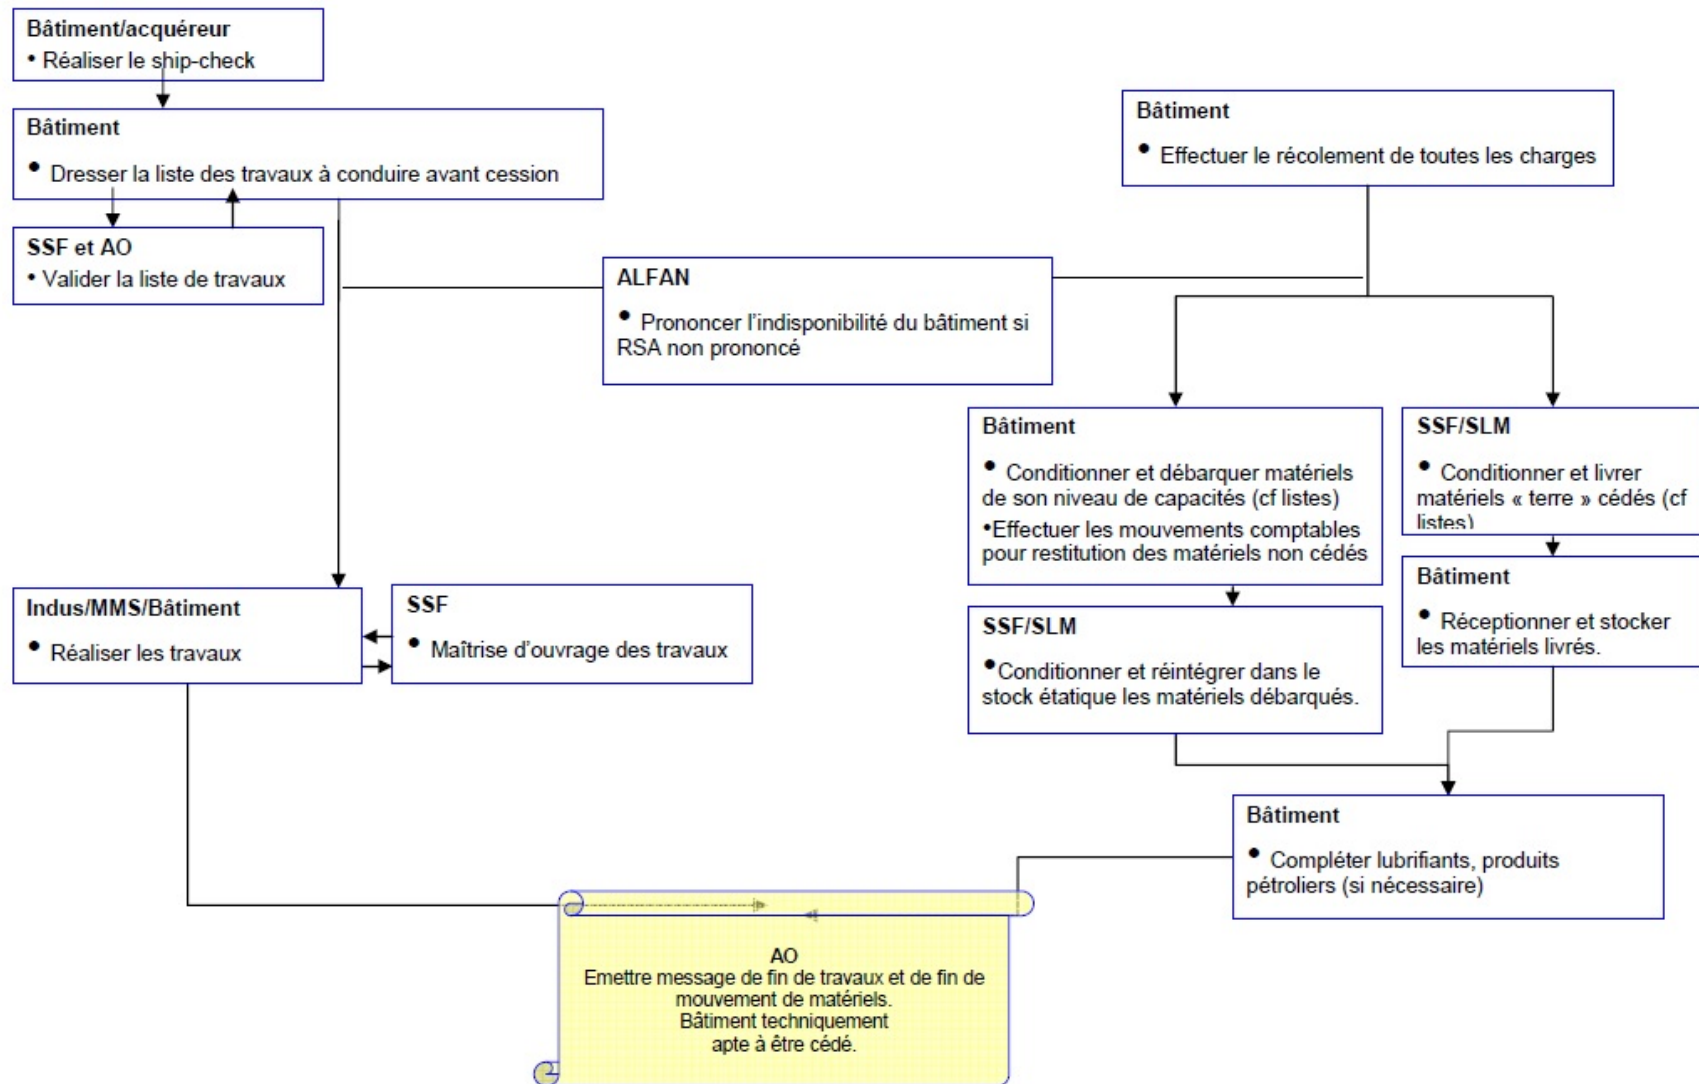 Bâtiment/acquéreur
• Réaliser le ship-check
Bâtiment
• Dresser la liste des travaux à conduire avant cession
SSF et AO
• Valider la liste de travaux
Bâtiment
• Effectuer le récolement de toutes les charges
ALFAN
• Prononcer l'indisponibilité du bâtiment si
RSA non prononcé
Bâtiment
• Conditionner et débarquer matériels
de son niveau de capacités (cf listes)
•Effectuer les mouvements comptables
pour restitution des matériels non cédés
SSF/SLM
• Conditionner et livrer
matériels « terre » cédés (cf
listes)
Bâtiment
• Réceptionner et stocker
les matériels livrés.
Indus/MMS/Bâtiment
• Réaliser les travaux
SSF
• Maîtrise d'ouvrage des travaux
SSF/SLM
•Conditionner et réintégrer dans le
stock étatique les matériels débarqués.
Bâtiment
• Compléter lubrifiants, produits
pétroliers (si nécessaire)
AO
Emettre message de fin de travaux et de fin de
mouvement de matériels.
Bâtiment techniquement
apte à être cédé.